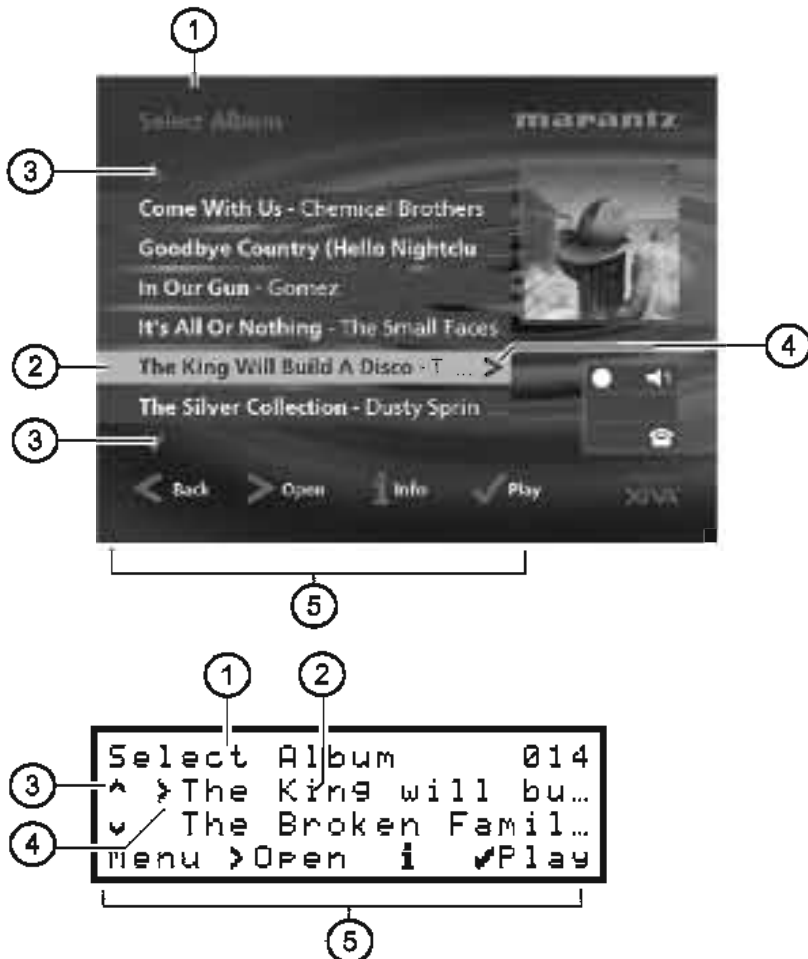 1
Select Album marantz
3
Come With Us - Chemical Brothers
Goodbye Country (Hello Nightclu
In Our Gun - Gomez
It's All Or Nothing - The Small Faces
4
2
The King Will Build A Disco - T ... >
The Silver Collection - Dusty Sprin
3
< Back > Open i Info ✓ Play XIVA
5
1 2
Select Album 014
3
^ >The King will bu...
4
v The Broken Famil...
Menu >Open i ✓Play
5